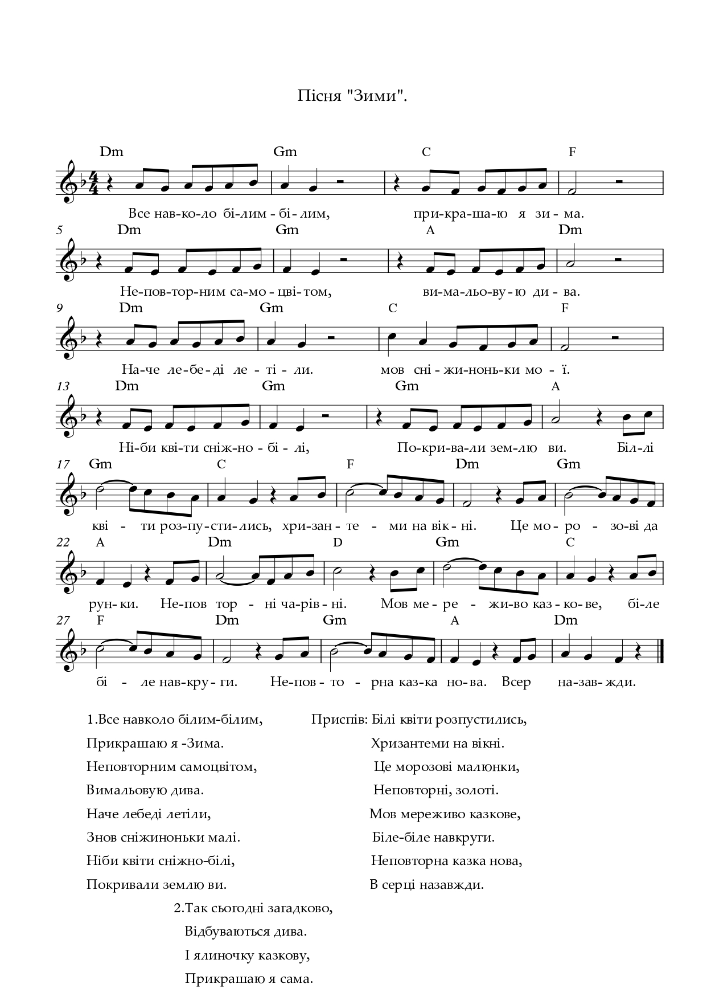 Пісня "Зими".
Dm Gm C F
Все нав-ко-ло бі-лим - бі- лим, при-кра-ша-ю я зи - ма.
5 Dm Gm A Dm
Не-пов-тор-ним са-мо - цві- том, ви-ма-льо-ву-ю ди - ва.
9 Dm Gm C F
На-че ле-бе-ді ле - ті - ли. мов сні - жи-нонь-ки мо - ї.
13 Dm Gm Gm A
Ні-би кві-ти сніж-но - бі - лі, По-кри-ва-ли зем-лю ви. Біл-лі
17 Gm C F Dm Gm
кві - ти роз-пу-сти-лись, хри-зан- те - ми на вік- ні. Це мо- ро - зо-ві да
22 A Dm D Gm C
рун- ки. Не-пов тор - ні ча-рів- ні. Мов ме- ре - жи-во каз - ко- ве, бі-ле
27 F Dm Gm A Dm
бі - ле нав-кру- ги. Не-пов- то - рна каз-ка но-ва. Всер на-зав- жди.
1.Все навколо білим-білим, Приспів: Білі квіти розпустились,
Прикрашаю я -Зима. Хризантеми на вікні.
Неповторним самоцвітом, Це морозові малюнки,
Вимальовую дива. Неповторні, золоті.
Наче лебеді летіли, Мов мереживо казкове,
Знов сніжиноньки малі. Біле-біле навкруги.
Ніби квіти сніжно-білі, Неповторна казка нова,
Покривали землю ви. В серці назавжди.
2.Так сьогодні загадково,
Відбуваються дива.
І ялиночку казкову,
Прикрашаю я сама.